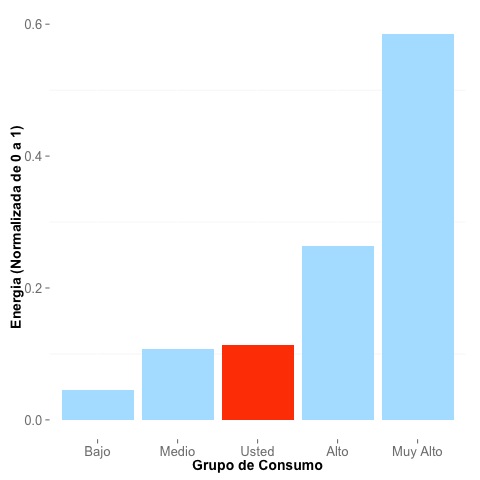 0.6
0.4
0.2
0.0
Energia (Normalizada de 0 a 1)
Bajo
Medio
Usted
Alto
Muy Alto
Grupo de Consumo